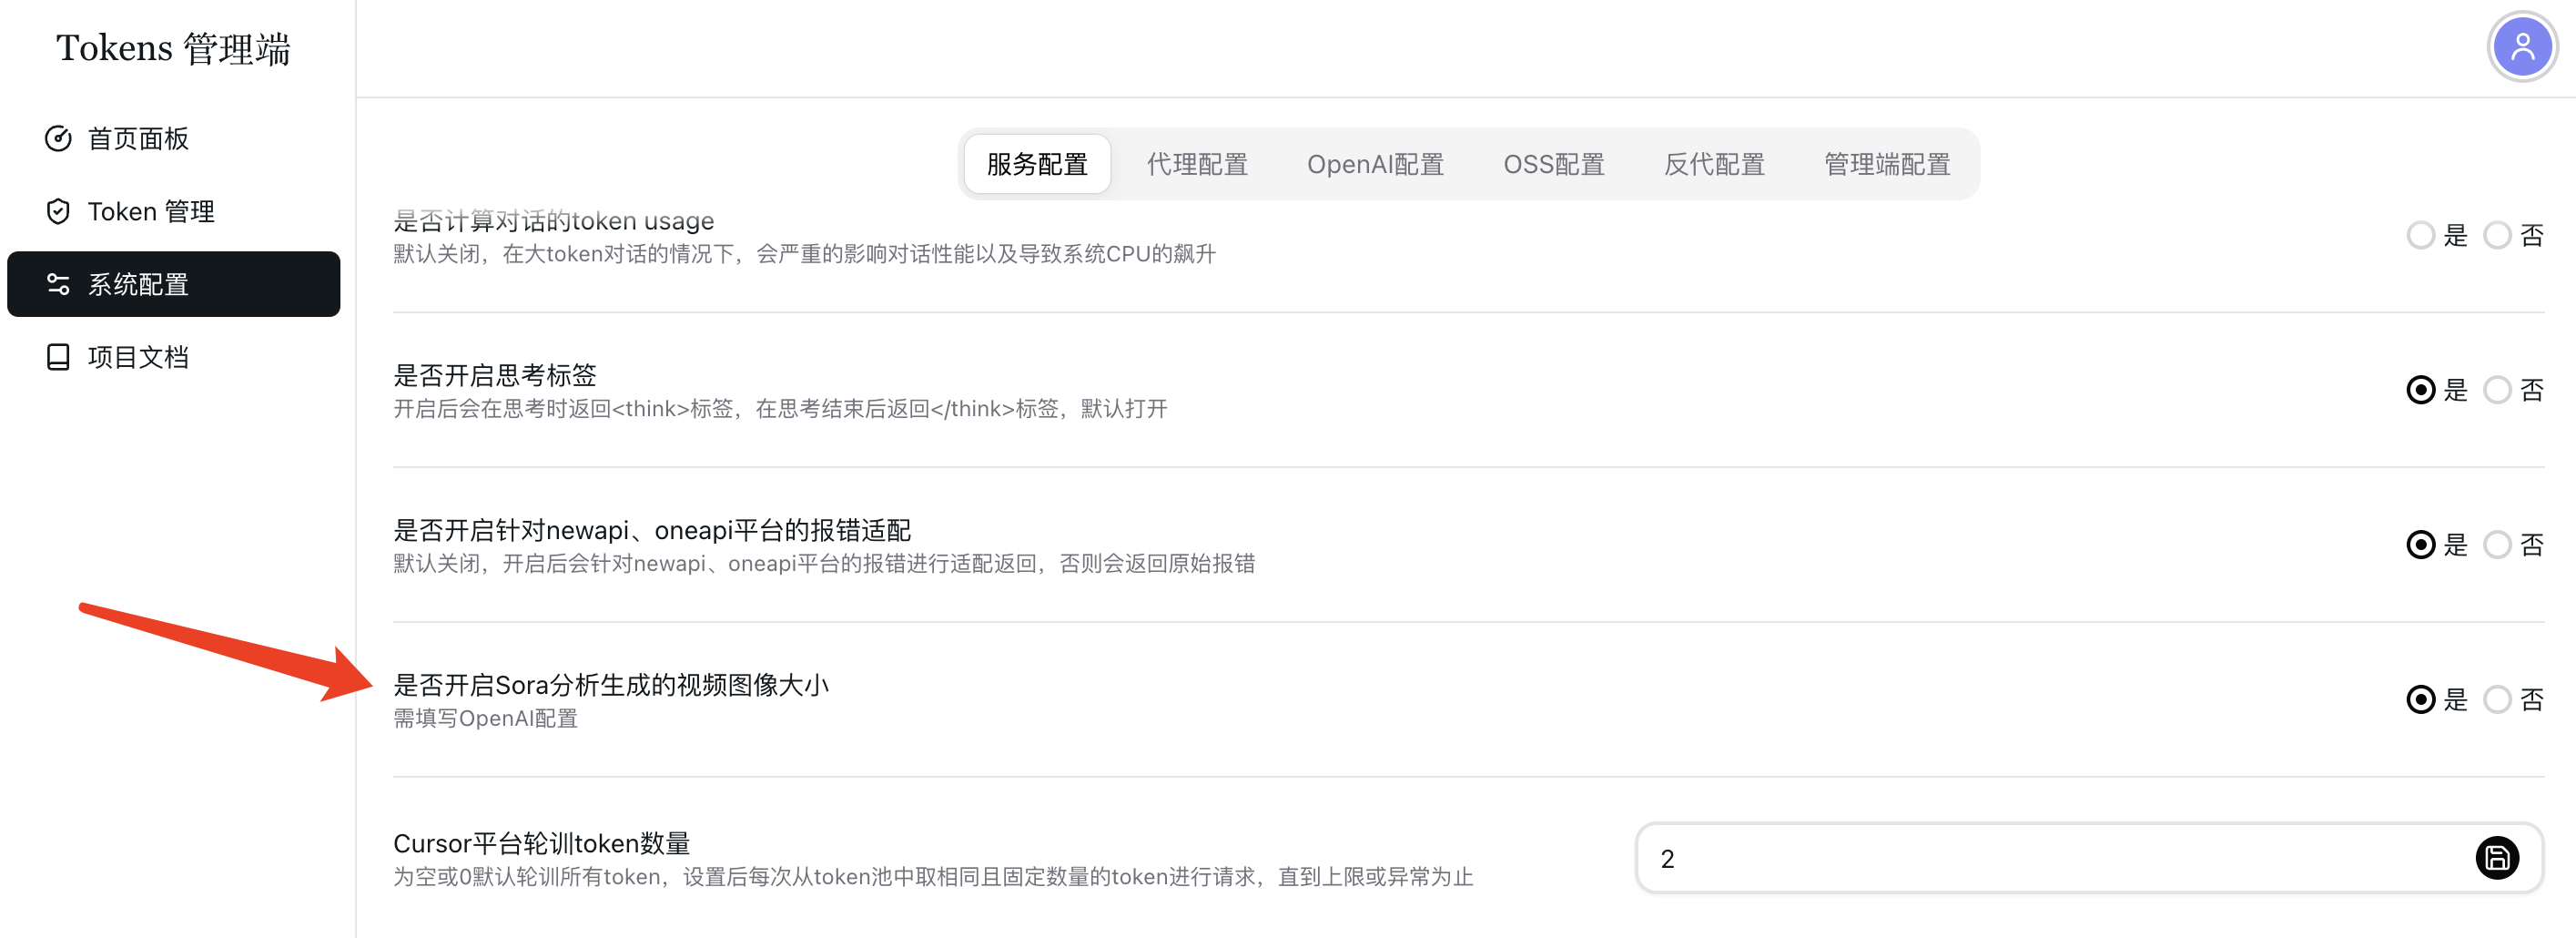 Tokens 管理端
首页面板
Token 管理
系统配置
项目文档
服务配置 代理配置 OpenAI配置 OSS配置 反代配置 管理端配置
是否计算对话的token usage
默认关闭，在大token对话的情况下，会严重的影响对话性能以及导致系统CPU的飙升
是 否
是否开启思考标签
开启后会在思考时返回<think>标签，在思考结束后返回</think>标签，默认打开
是 否
是否开启针对newapi、oneapi平台的报错适配
默认关闭，开启后会针对newapi、oneapi平台的报错进行适配返回，否则会返回原始报错
是 否
是否开启Sora分析生成的视频图像大小
需填写OpenAI配置
是 否
Cursor平台轮训token数量
为空或0默认轮训所有token，设置后每次从token池中取相同且固定数量的token进行请求，直到上限或异常为止
2